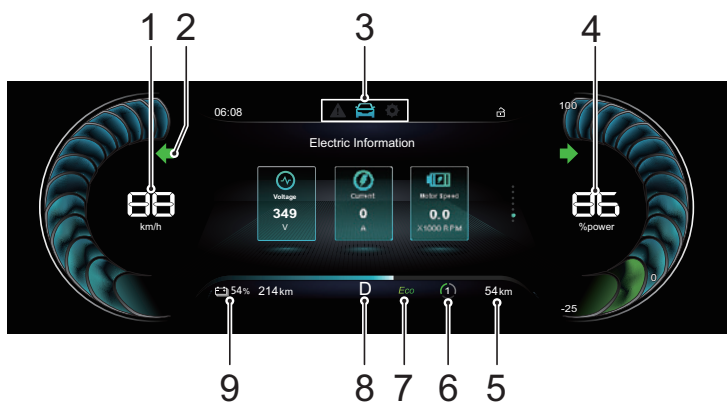 1 2 3 4
06:08
100
Electric Information
Voltage
349
V
Current
0
A
Motor Speed
0.0
X1000 RPM
88
km/h
86
%power
0
-25
54%
214km
D
Eco
(1)
54km
9 8 7 6 5